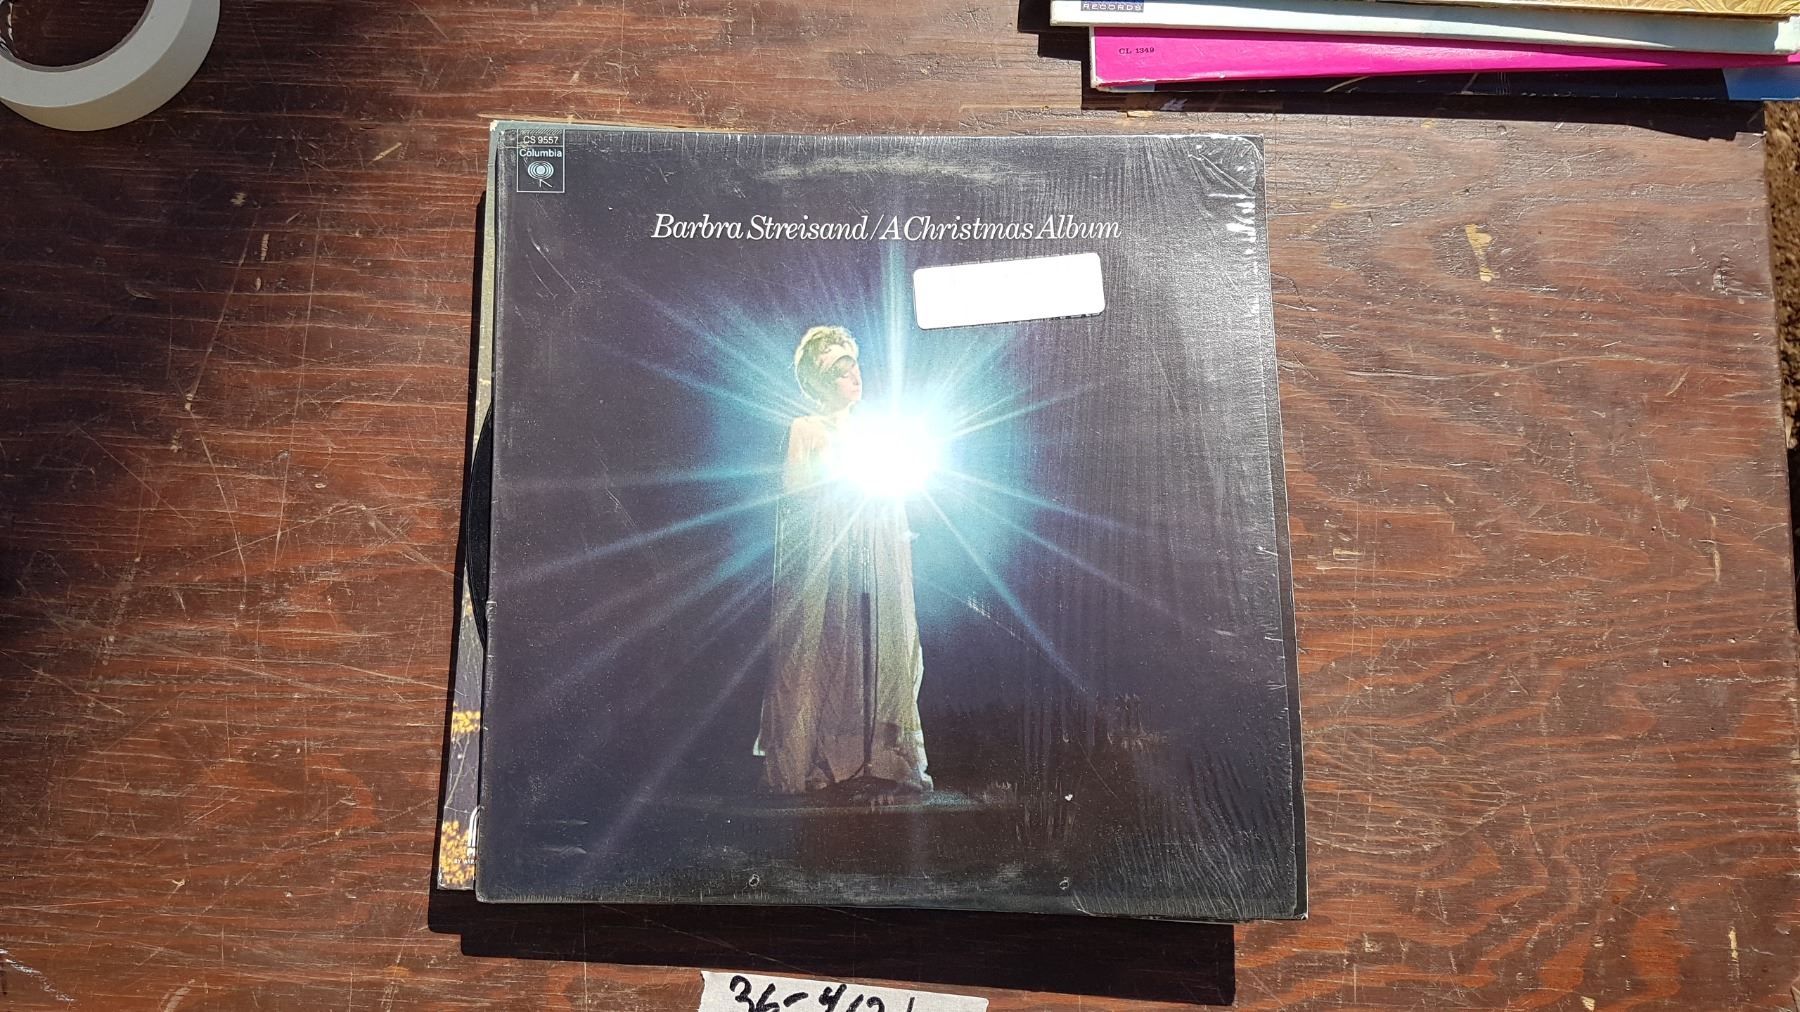 RECORDS
CL 1349
CS 9557
Columbia
Barbra Streisand/A Christmas Album